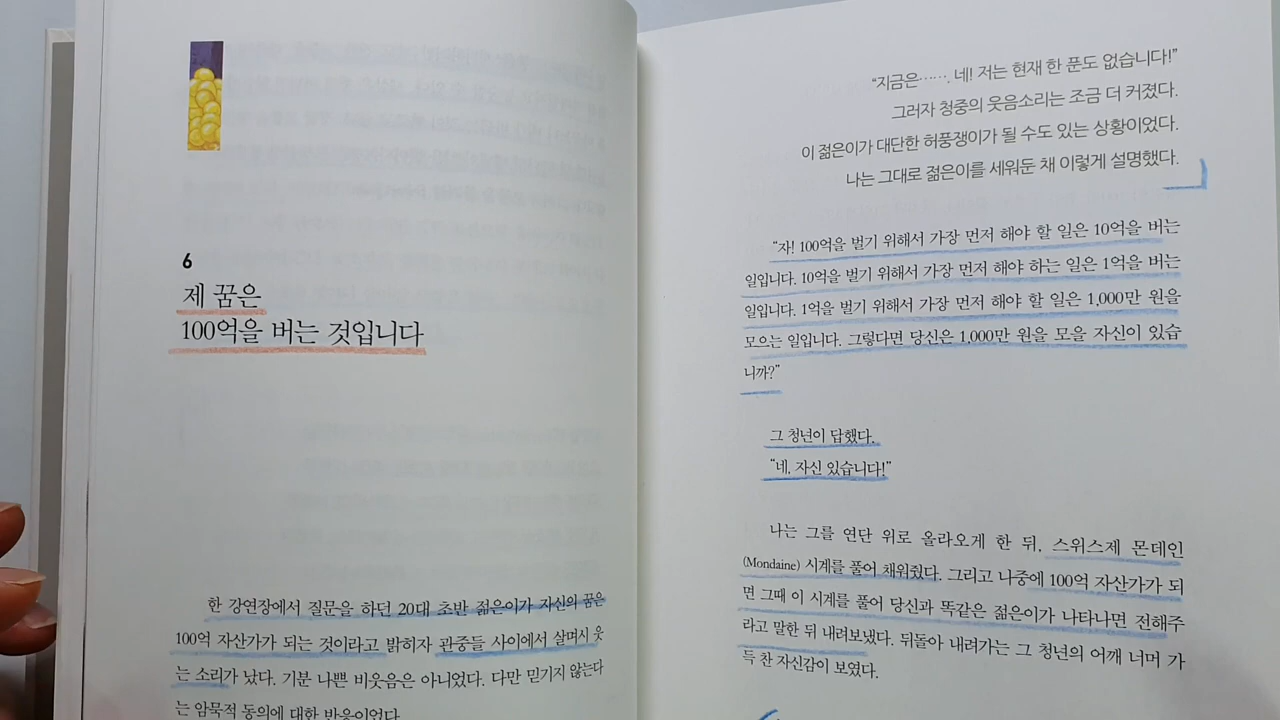 6
제 꿈은
100억을 버는 것입니다
한 강연장에서 질문을 하던 20대 초반 젊은이가 자신의 꿈은
100억 자산가가 되는 것이라고 밝히자 관중들 사이에서 살며시 웃
는 소리가 났다. 기분 나쁜 비웃음은 아니었다. 다만 믿기지 않는다
는 암묵적 동의에 대한 반응이었다.
“지금은……. 네! 저는 현재 한 푼도 없습니다!”
그러자 청중의 웃음소리는 조금 더 커졌다.
이 젊은이가 대단한 허풍쟁이가 될 수도 있는 상황이었다.
나는 그대로 젊은이를 세워둔 채 이렇게 설명했다.
“자! 100억을 벌기 위해서 가장 먼저 해야 할 일은 10억을 버는
일입니다. 10억을 벌기 위해서 가장 먼저 해야 하는 일은 1억을 버는
일입니다. 1억을 벌기 위해서 가장 먼저 해야 할 일은 1,000만 원을
모으는 일입니다. 그렇다면 당신은 1,000만 원을 모을 자신이 있습
니까?”
그 청년이 답했다.
“네, 자신 있습니다!”
나는 그를 연단 위로 올라오게 한 뒤, 스위스제 몬데인
(Mondaine) 시계를 풀어 채워줬다. 그리고 나중에 100억 자산가가 되
면 그때 이 시계를 풀어 당신과 똑같은 젊은이가 나타나면 전해주
라고 말한 뒤 내려보냈다. 뒤돌아 내려가는 그 청년의 어깨 너머 가
득 찬 자신감이 보였다.